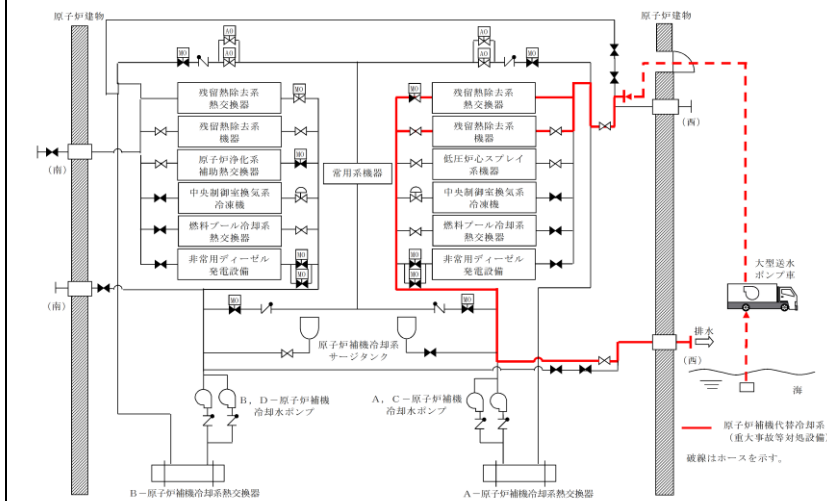 原子炉建物
原子炉建物
AO
AO
MO
AO
AO
MO
MO
残留熱除去系
熱交換器
MO
残留熱除去系
熱交換器
(西)
残留熱除去系
機器
残留熱除去系
機器
(南)
原子炉浄化系
補助熱交換器
MO
常用系機器
低圧炉心スプレイ
系機器
中央制御室換気系
冷凍機
中央制御室換気系
冷凍機
燃料プール冷却系
熱交換器
燃料プール冷却系
熱交換器
非常用ディーゼル
発電設備
MO
MO
MO
MO
非常用ディーゼル
発電設備
大型送水
ポンプ車
(南)
MO
MO
原子炉補機冷却系
サージタンク
排水
(西)
海
B,D-原子炉補機
冷却水ポンプ
A,C-原子炉補機
冷却水ポンプ
原子炉補機代替冷却系
(重大事故等対処設備)
破線はホースを示す。
B-原子炉補機冷却系熱交換器
A-原子炉補機冷却系熱交換器